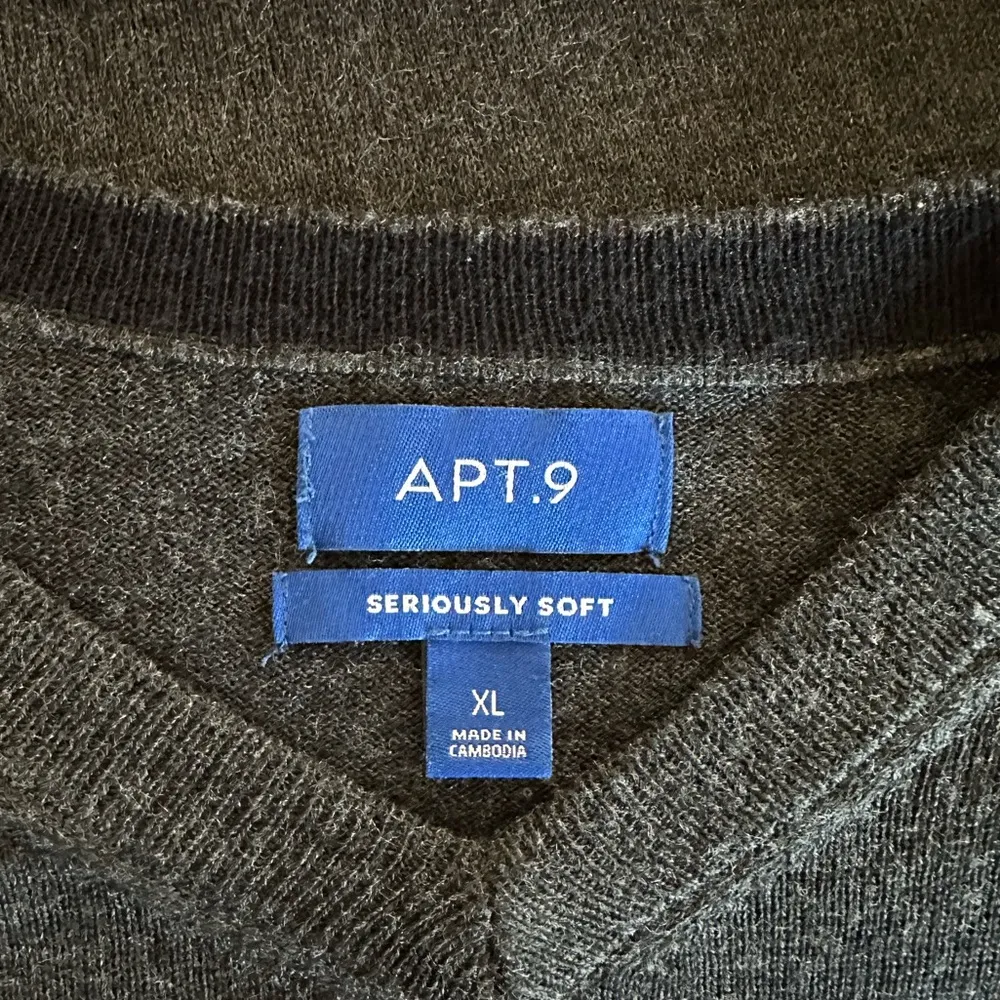 APT.9
SERIOUSLY SOFT
XL
MADE IN
CAMBODIA